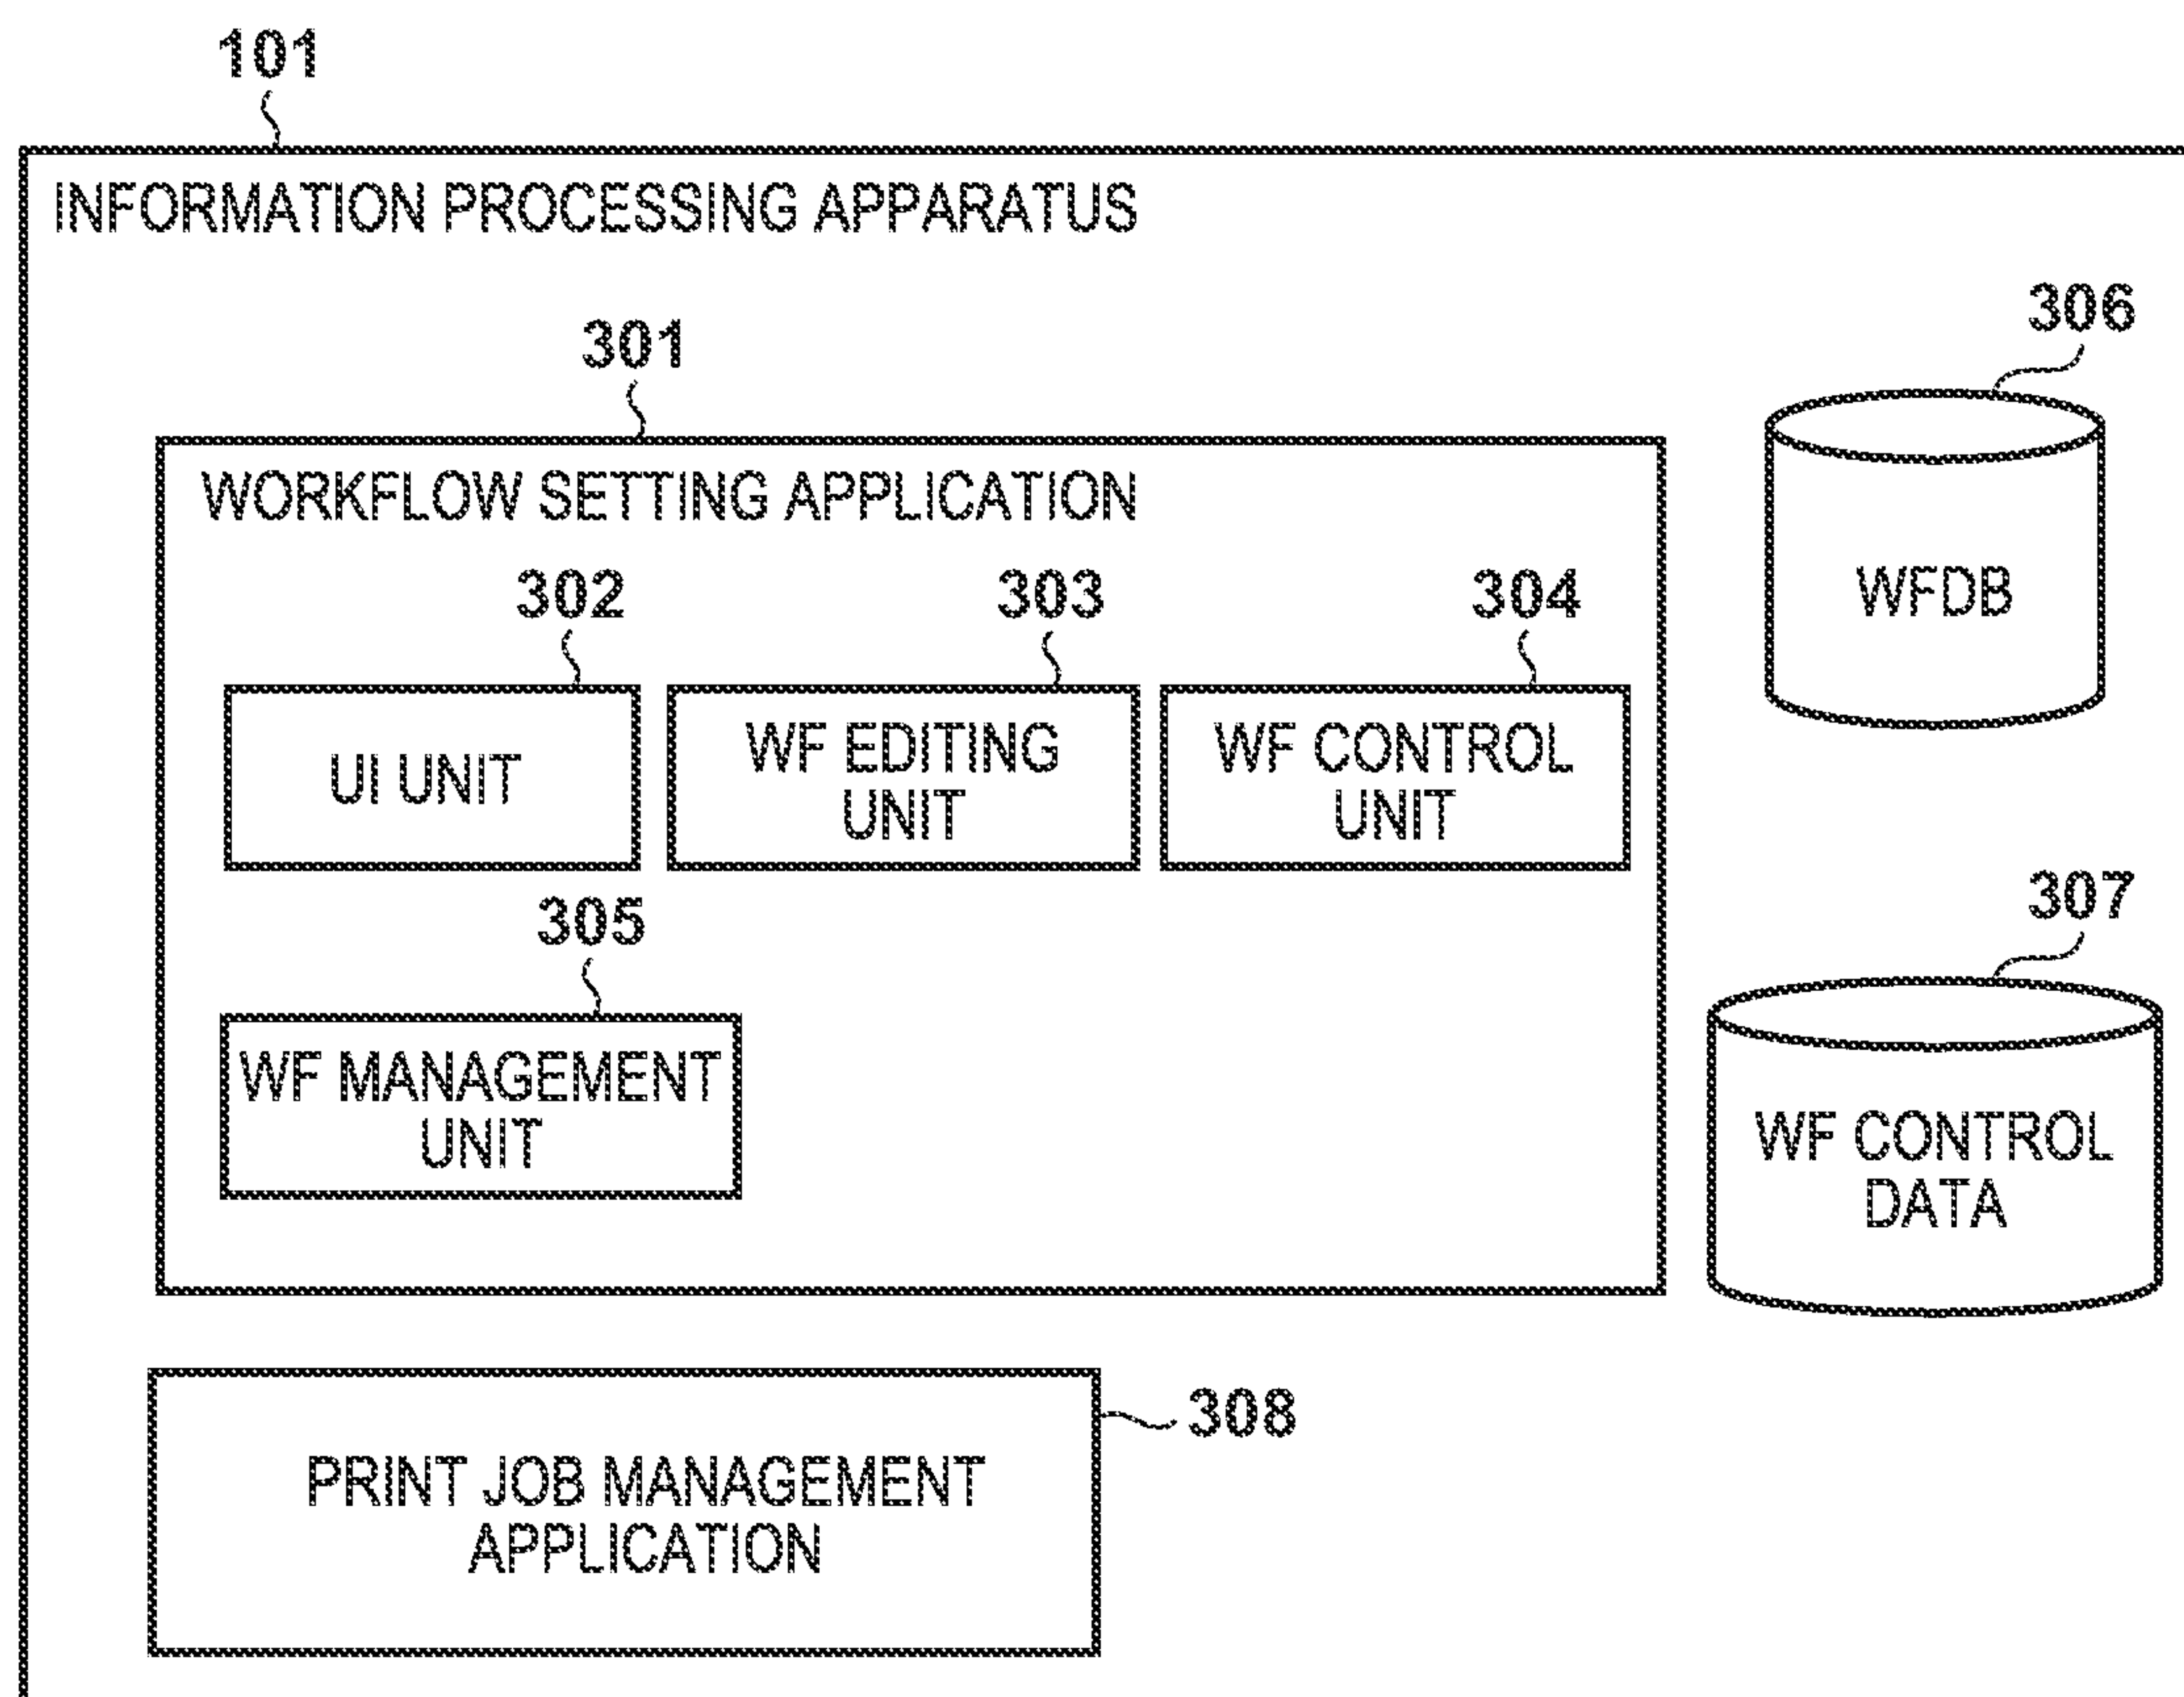 101
INFORMATION PROCESSING APPARATUS
306
301
WORKFLOW SETTING APPLICATION
WFDB
302
303
304
UI UNIT
WF EDITING
UNIT
WF CONTROL
UNIT
305
307
WF MANAGEMENT
UNIT
WF CONTROL
DATA
308
PRINT JOB MANAGEMENT
APPLICATION